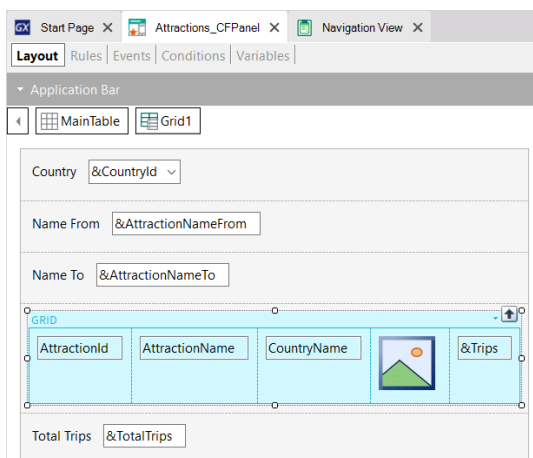 GX Start Page X Attractions_CFPanel X Navigation View X
Layout Rules Events Conditions Variables
Application Bar
MainTable Grid1
Country &CountryId
Name From &AttractionNameFrom
Name To &AttractionNameTo
GRID
AttractionId AttractionName CountryName &Trips
Total Trips &TotalTrips